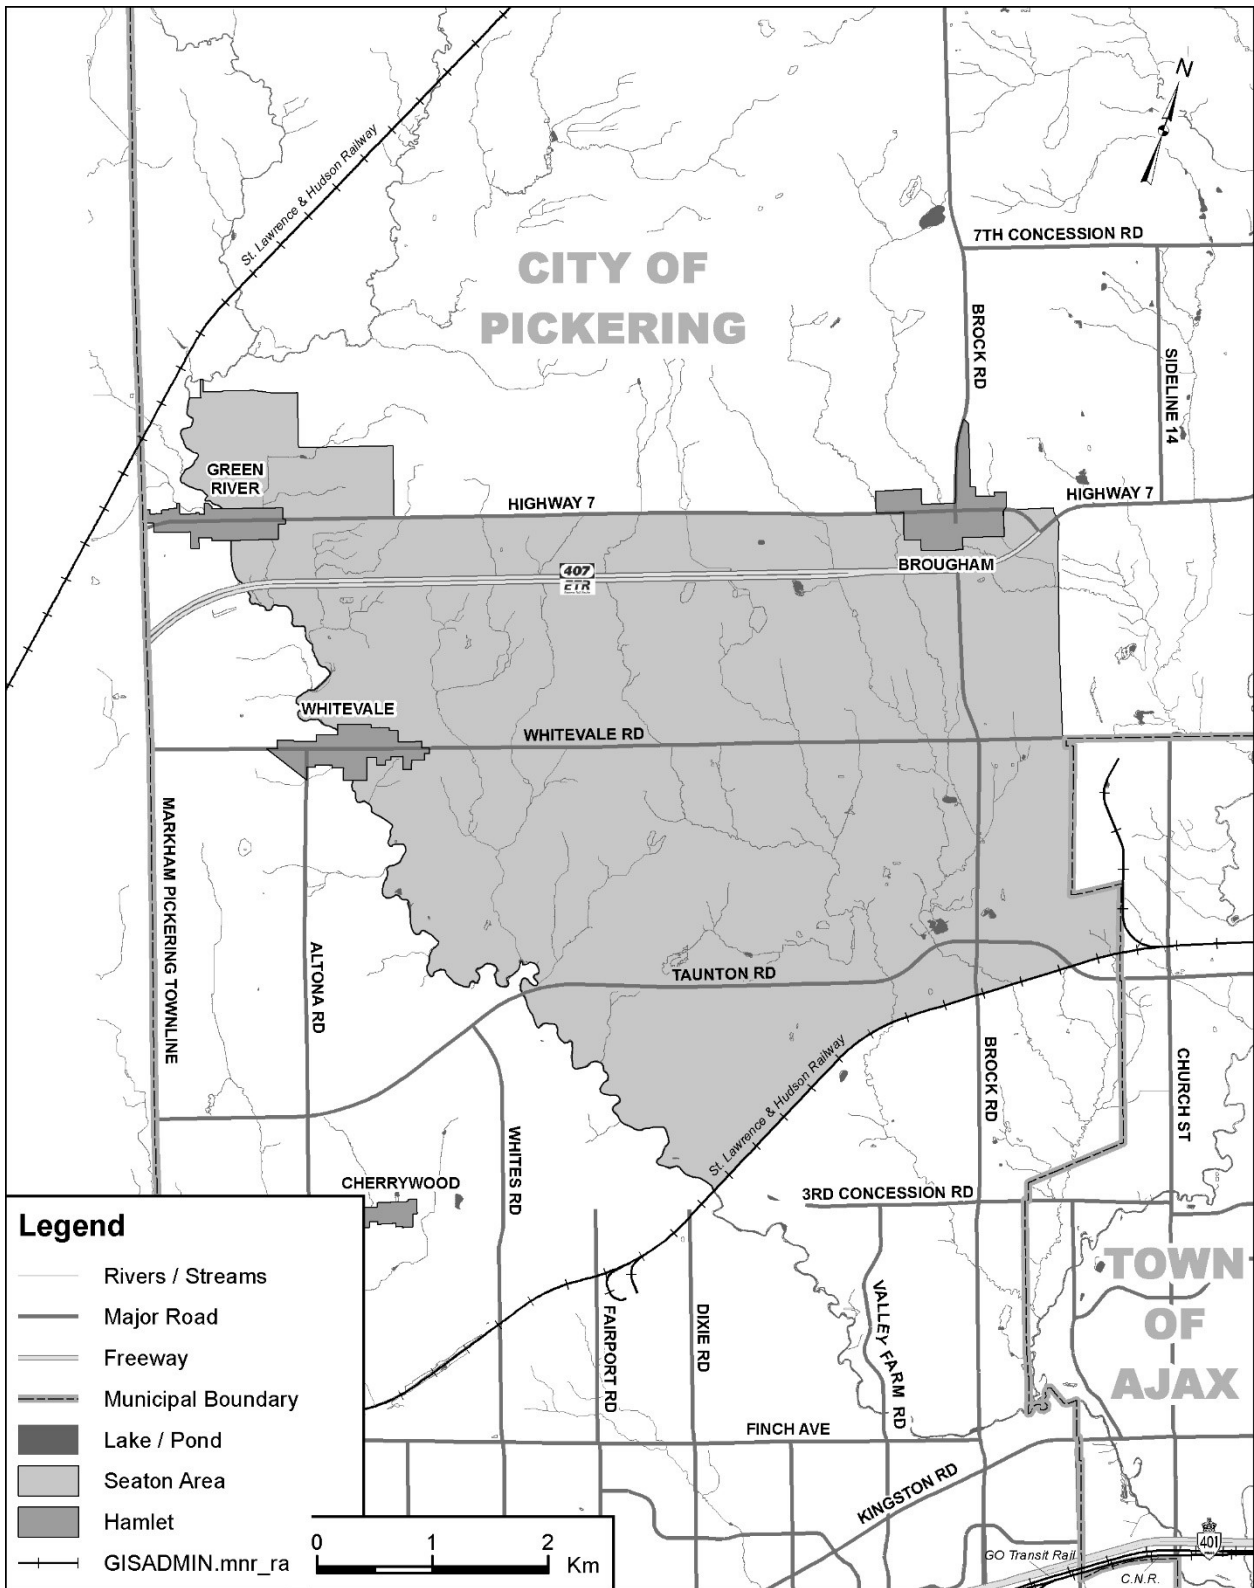 N
St. Lawrence & Hudson Railway
7TH CONCESSION RD
CITY OF
PICKERING
BROCK RD
SIDELINE 14
GREEN
RIVER
HIGHWAY 7
HIGHWAY 7
407
ETR
BROUGHAM
WHITEVALE
WHITEVALE RD
MARKHAM PICKERING TOWNLINE
ALTONA RD
TAUNTON RD
BROCK RD
CHURCH ST
St. Lawrence & Hudson Railway
WHITES RD
CHERRYWOOD
3RD CONCESSION RD
TOWN
OF
AJAX
FAIRPORT RD
DIXIE RD
VALLEY FARM RD
FINCH AVE
KINGSTON RD
401
GO Transit Rail
C.N.R.
Legend
Rivers / Streams
Major Road
Freeway
Municipal Boundary
Lake / Pond
Seaton Area
Hamlet
GISADMIN.mnr_ra
0 1 2
Km